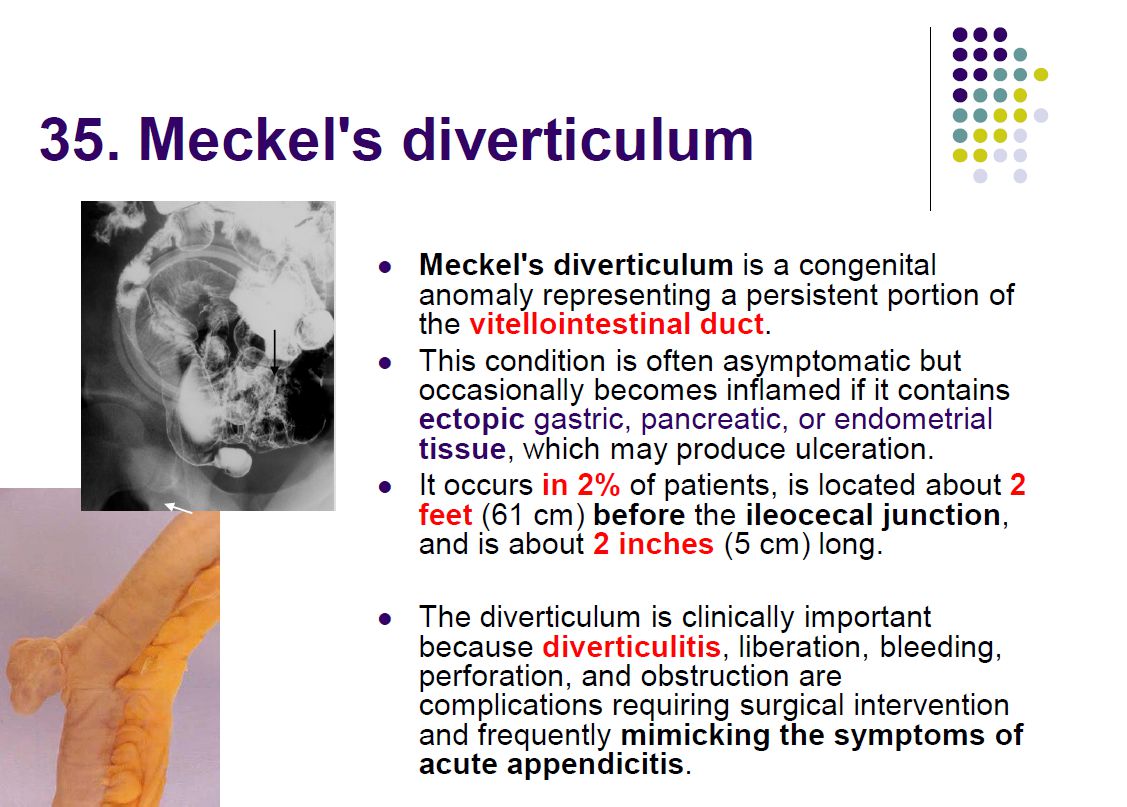 35. Meckel's diverticulum
Meckel's diverticulum is a congenital
anomaly representing a persistent portion of
the vitellointestinal duct.
This condition is often asymptomatic but
occasionally becomes inflamed if it contains
ectopic gastric, pancreatic, or endometrial
tissue, which may produce ulceration.
It occurs in 2% of patients, is located about 2
feet (61 cm) before the ileocecal junction,
and is about 2 inches (5 cm) long.
The diverticulum is clinically important
because diverticulitis, liberation, bleeding,
perforation, and obstruction are
complications requiring surgical intervention
and frequently mimicking the symptoms of
acute appendicitis.